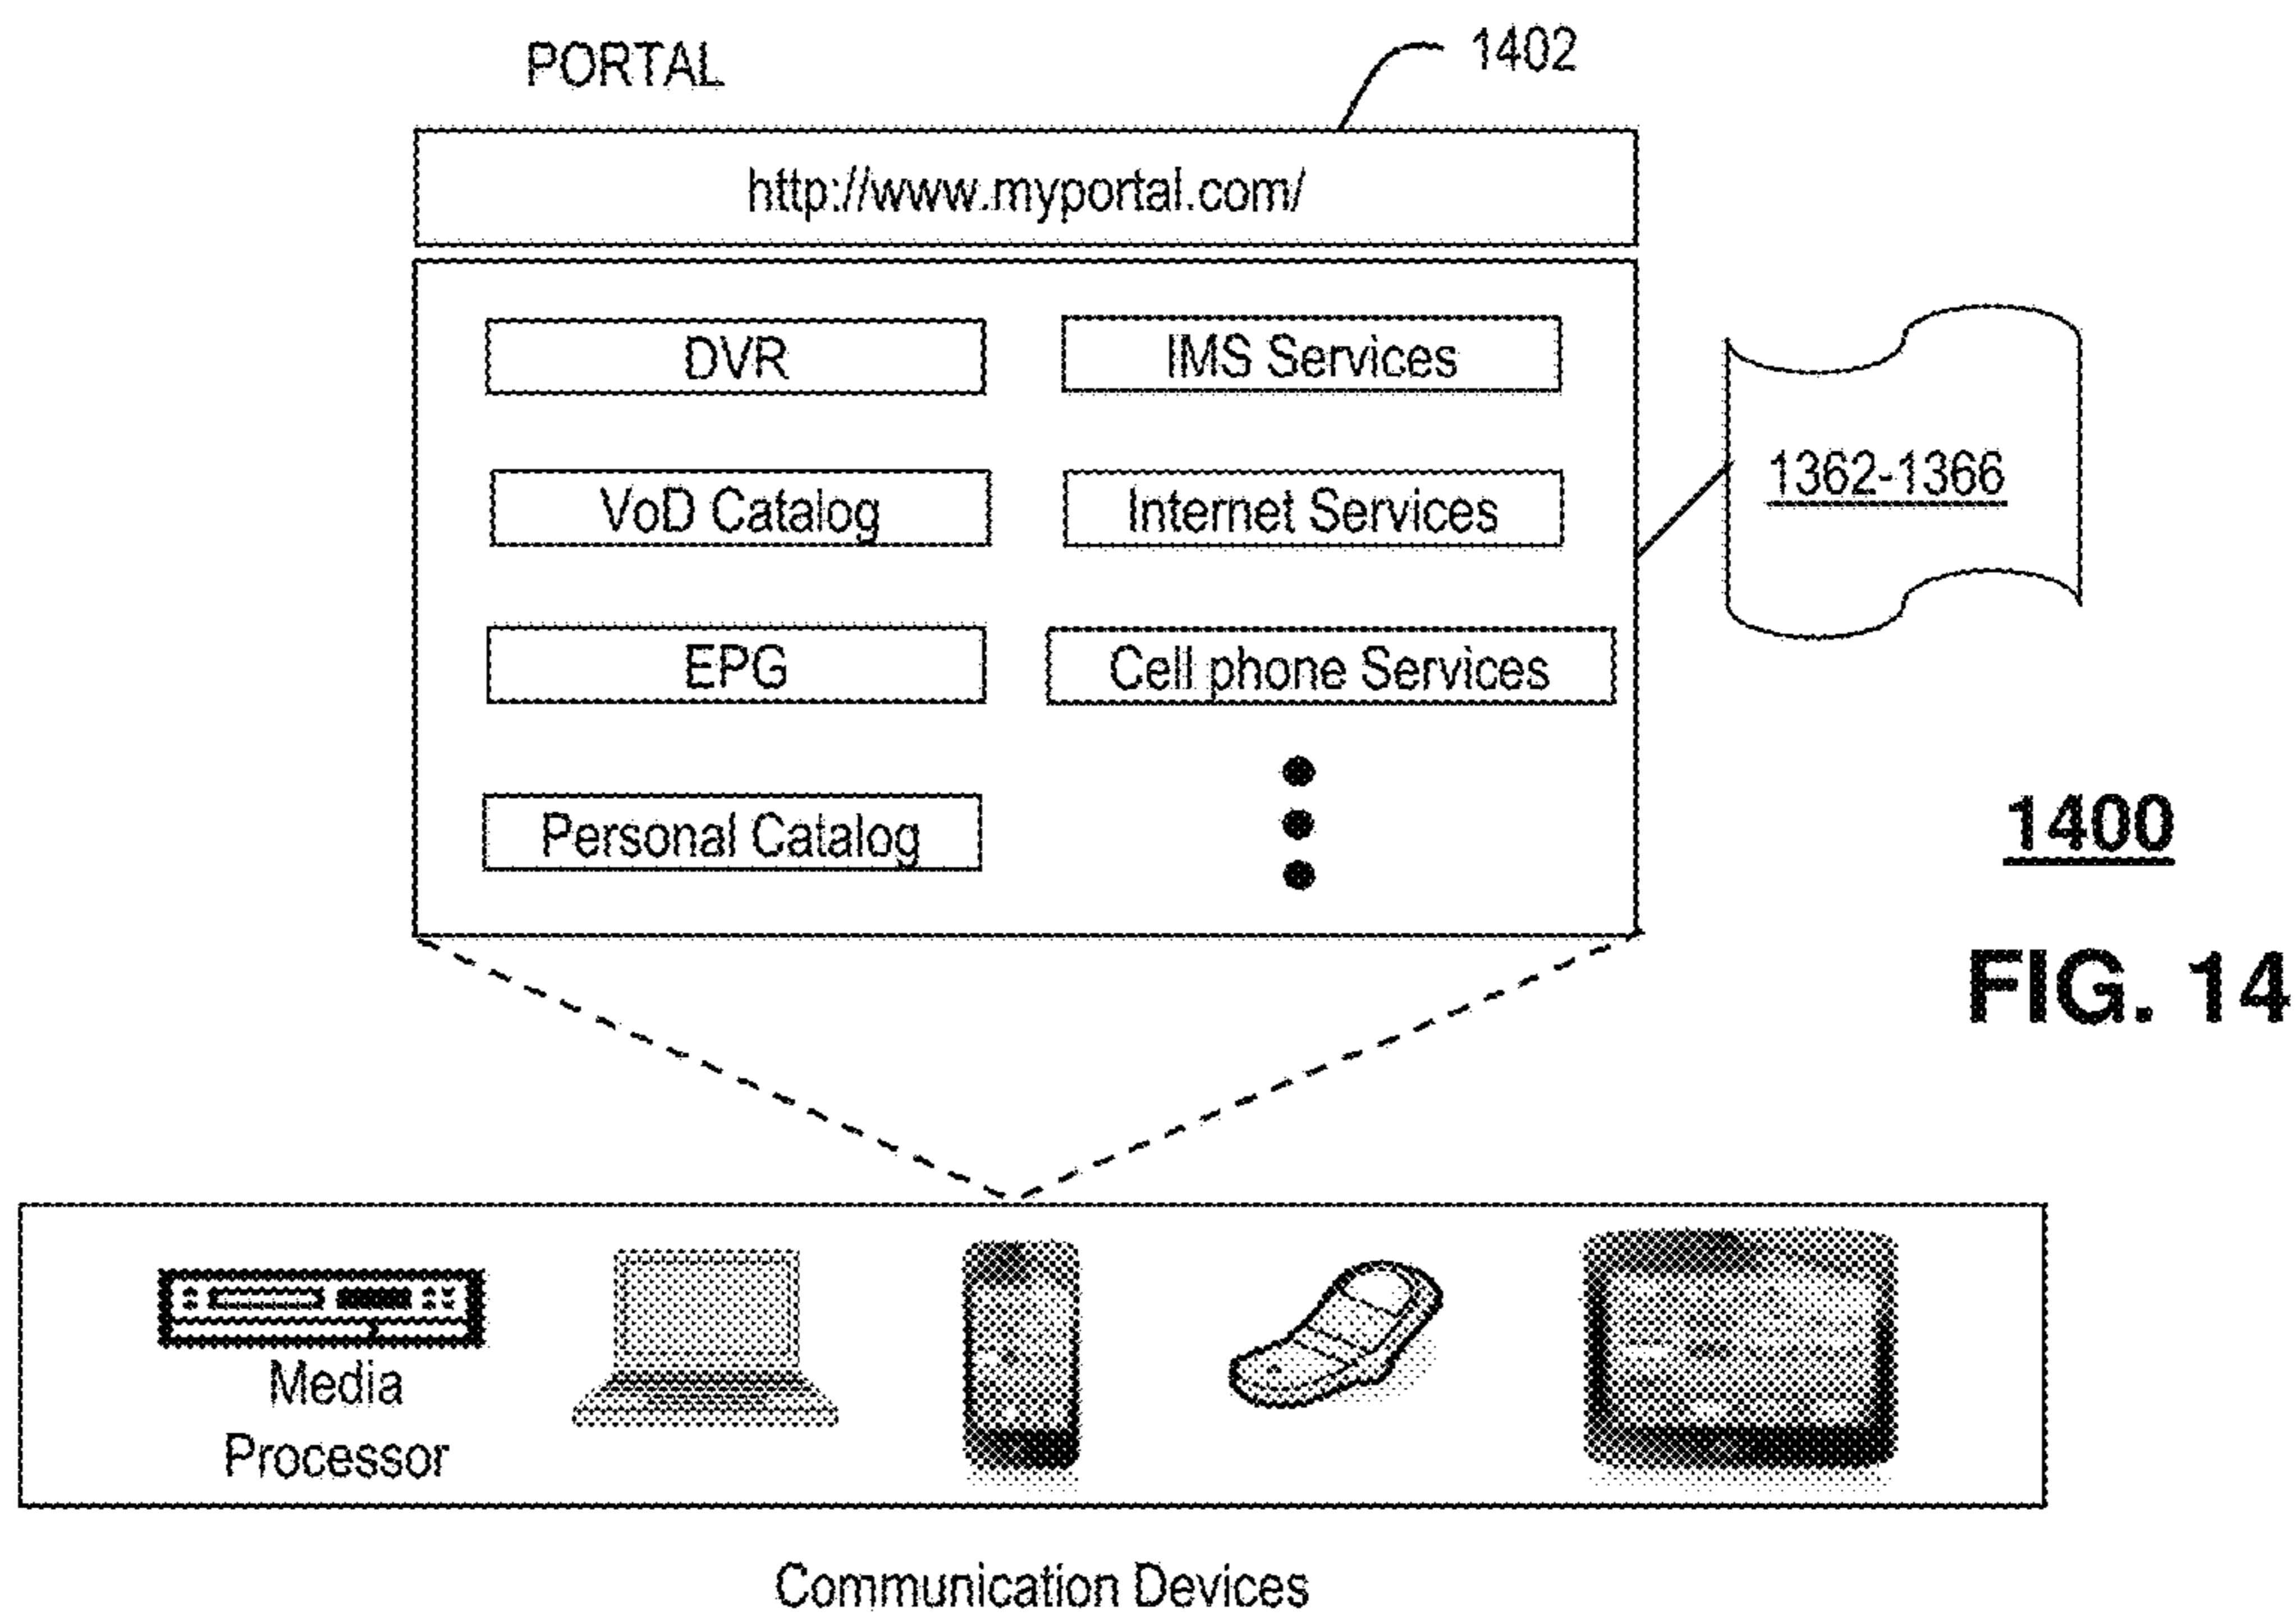 PORTAL
1402
http://www.myportal.com/
DVR
IMS Services
VoD Catalog
Internet Services
1362-1366
EPG
Cell phone Services
Personal Catalog
1400
FIG. 14
Media
Processor
Communication Devices